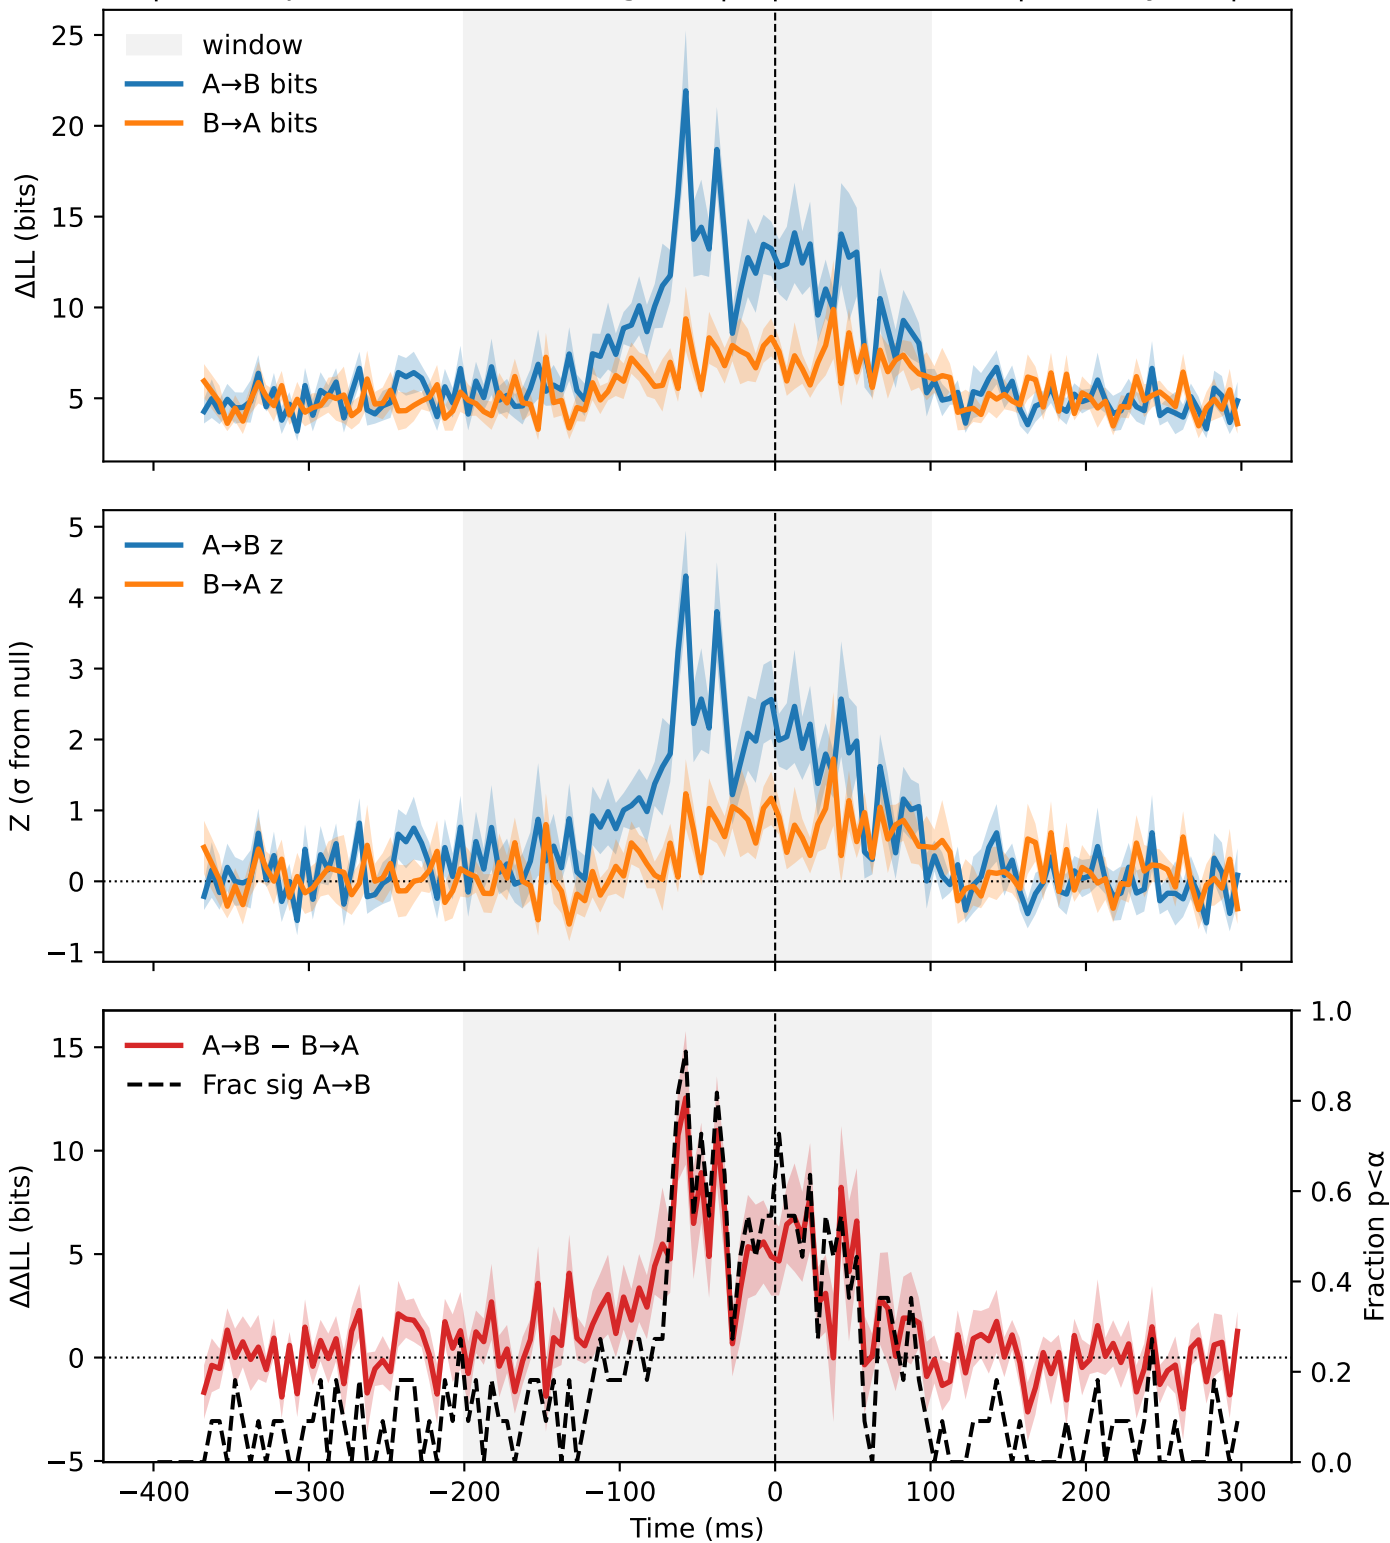 25
20
15
10
5
ΔLL (bits)
window
A→B bits
B→A bits
5
4
3
2
1
0
−1
Z (σ from null)
A→B z
B→A z
15
10
5
0
−5
ΔΔLL (bits)
A→B − B→A
Frac sig A→B
1.0
0.8
0.6
0.4
0.2
0.0
Fraction p<α
−400 −300 −200 −100 0 100 200 300
Time (ms)